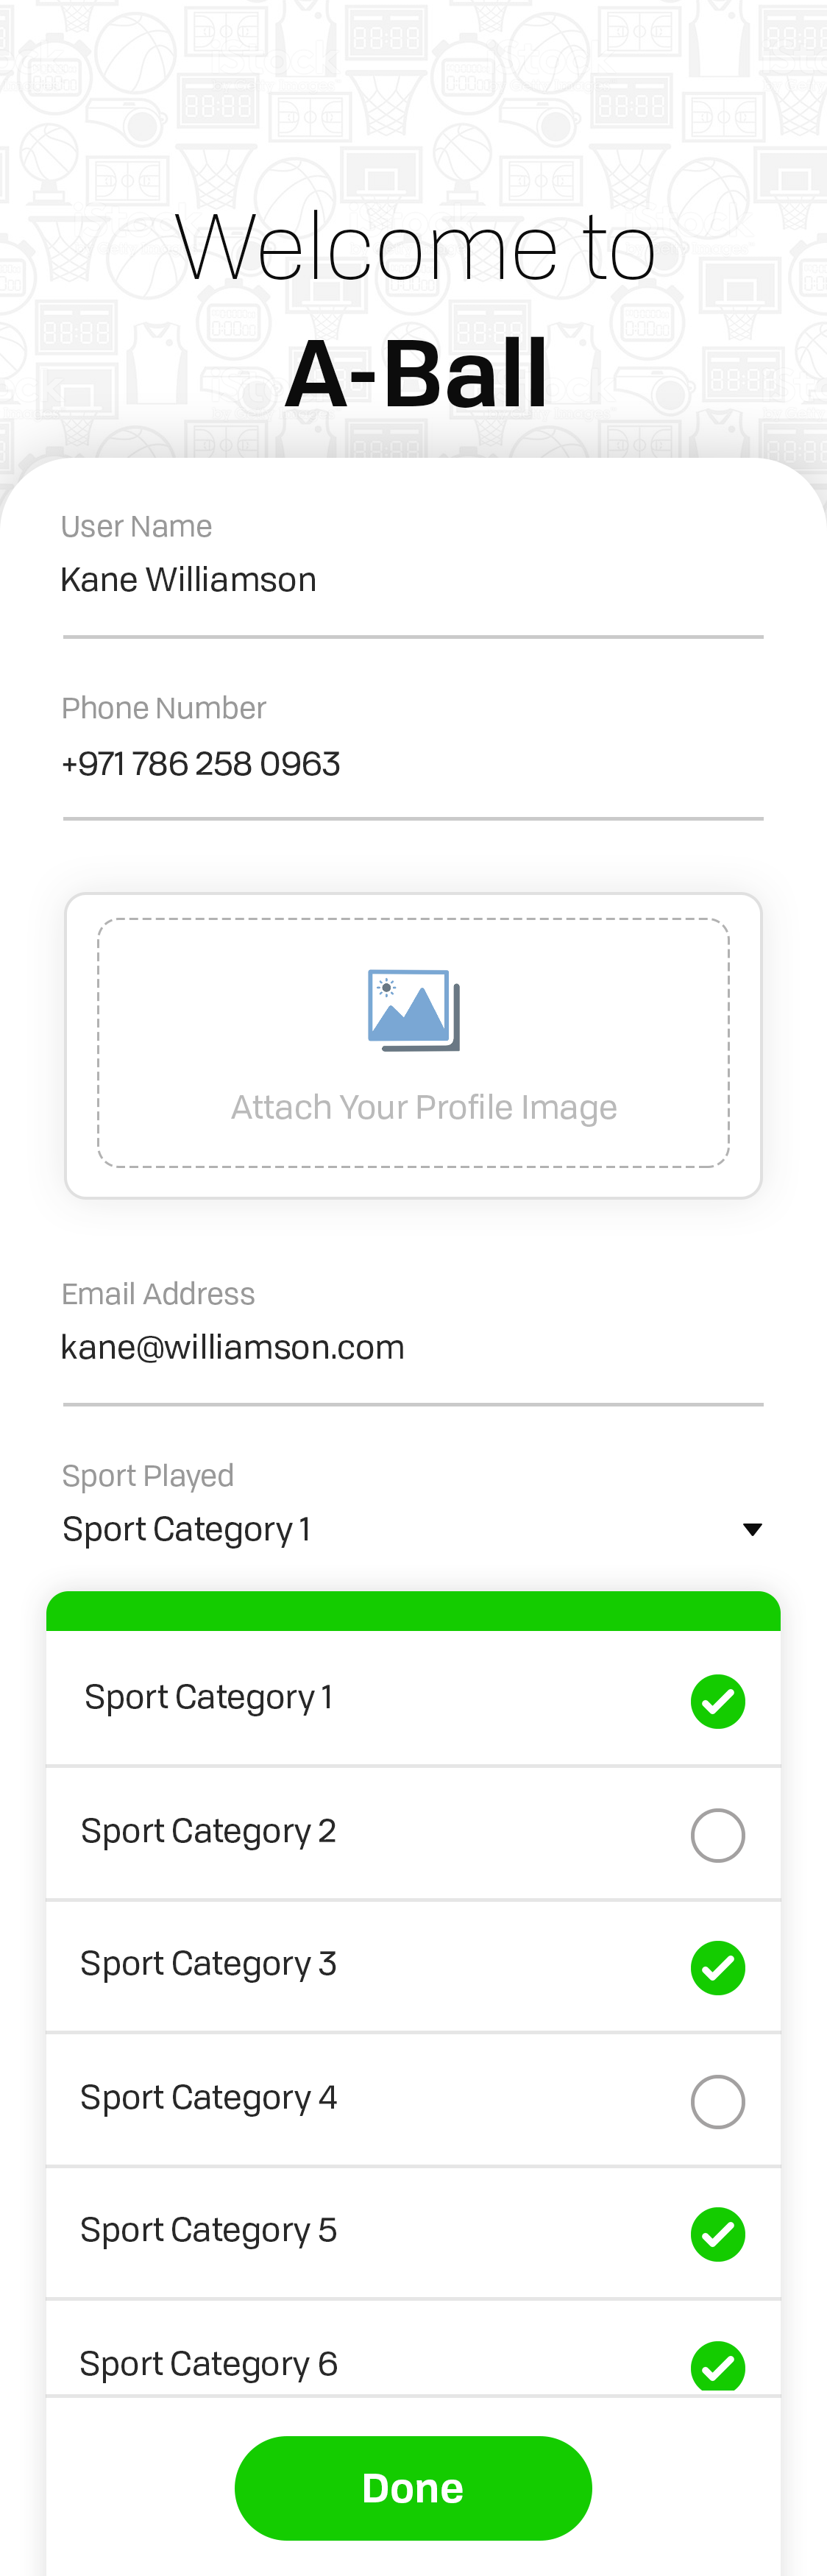 Welcome to
A-Ball
User Name
Kane Williamson
Phone Number
+971 786 258 0963
Attach Your Profile Image
Email Address
kane@williamson.com
Sport Played
Sport Category 1
Sport Category 1
Sport Category 2
Sport Category 3
Sport Category 4
Sport Category 5
Sport Category 6
Done